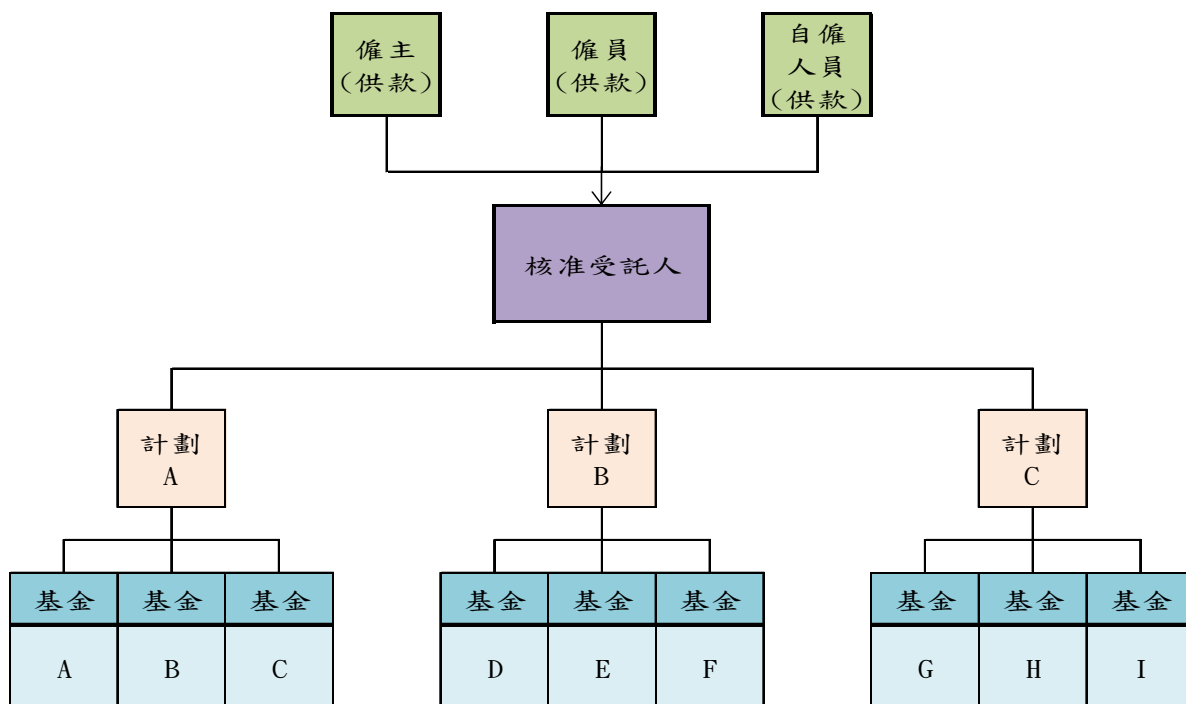 僱主
(供款)
僱員
(供款)
自僱
人員
(供款)
核准受託人
計劃
A
計劃
B
計劃
C
基金 基金 基金 基金 基金 基金 基金 基金 基金
A B C D E F G H I